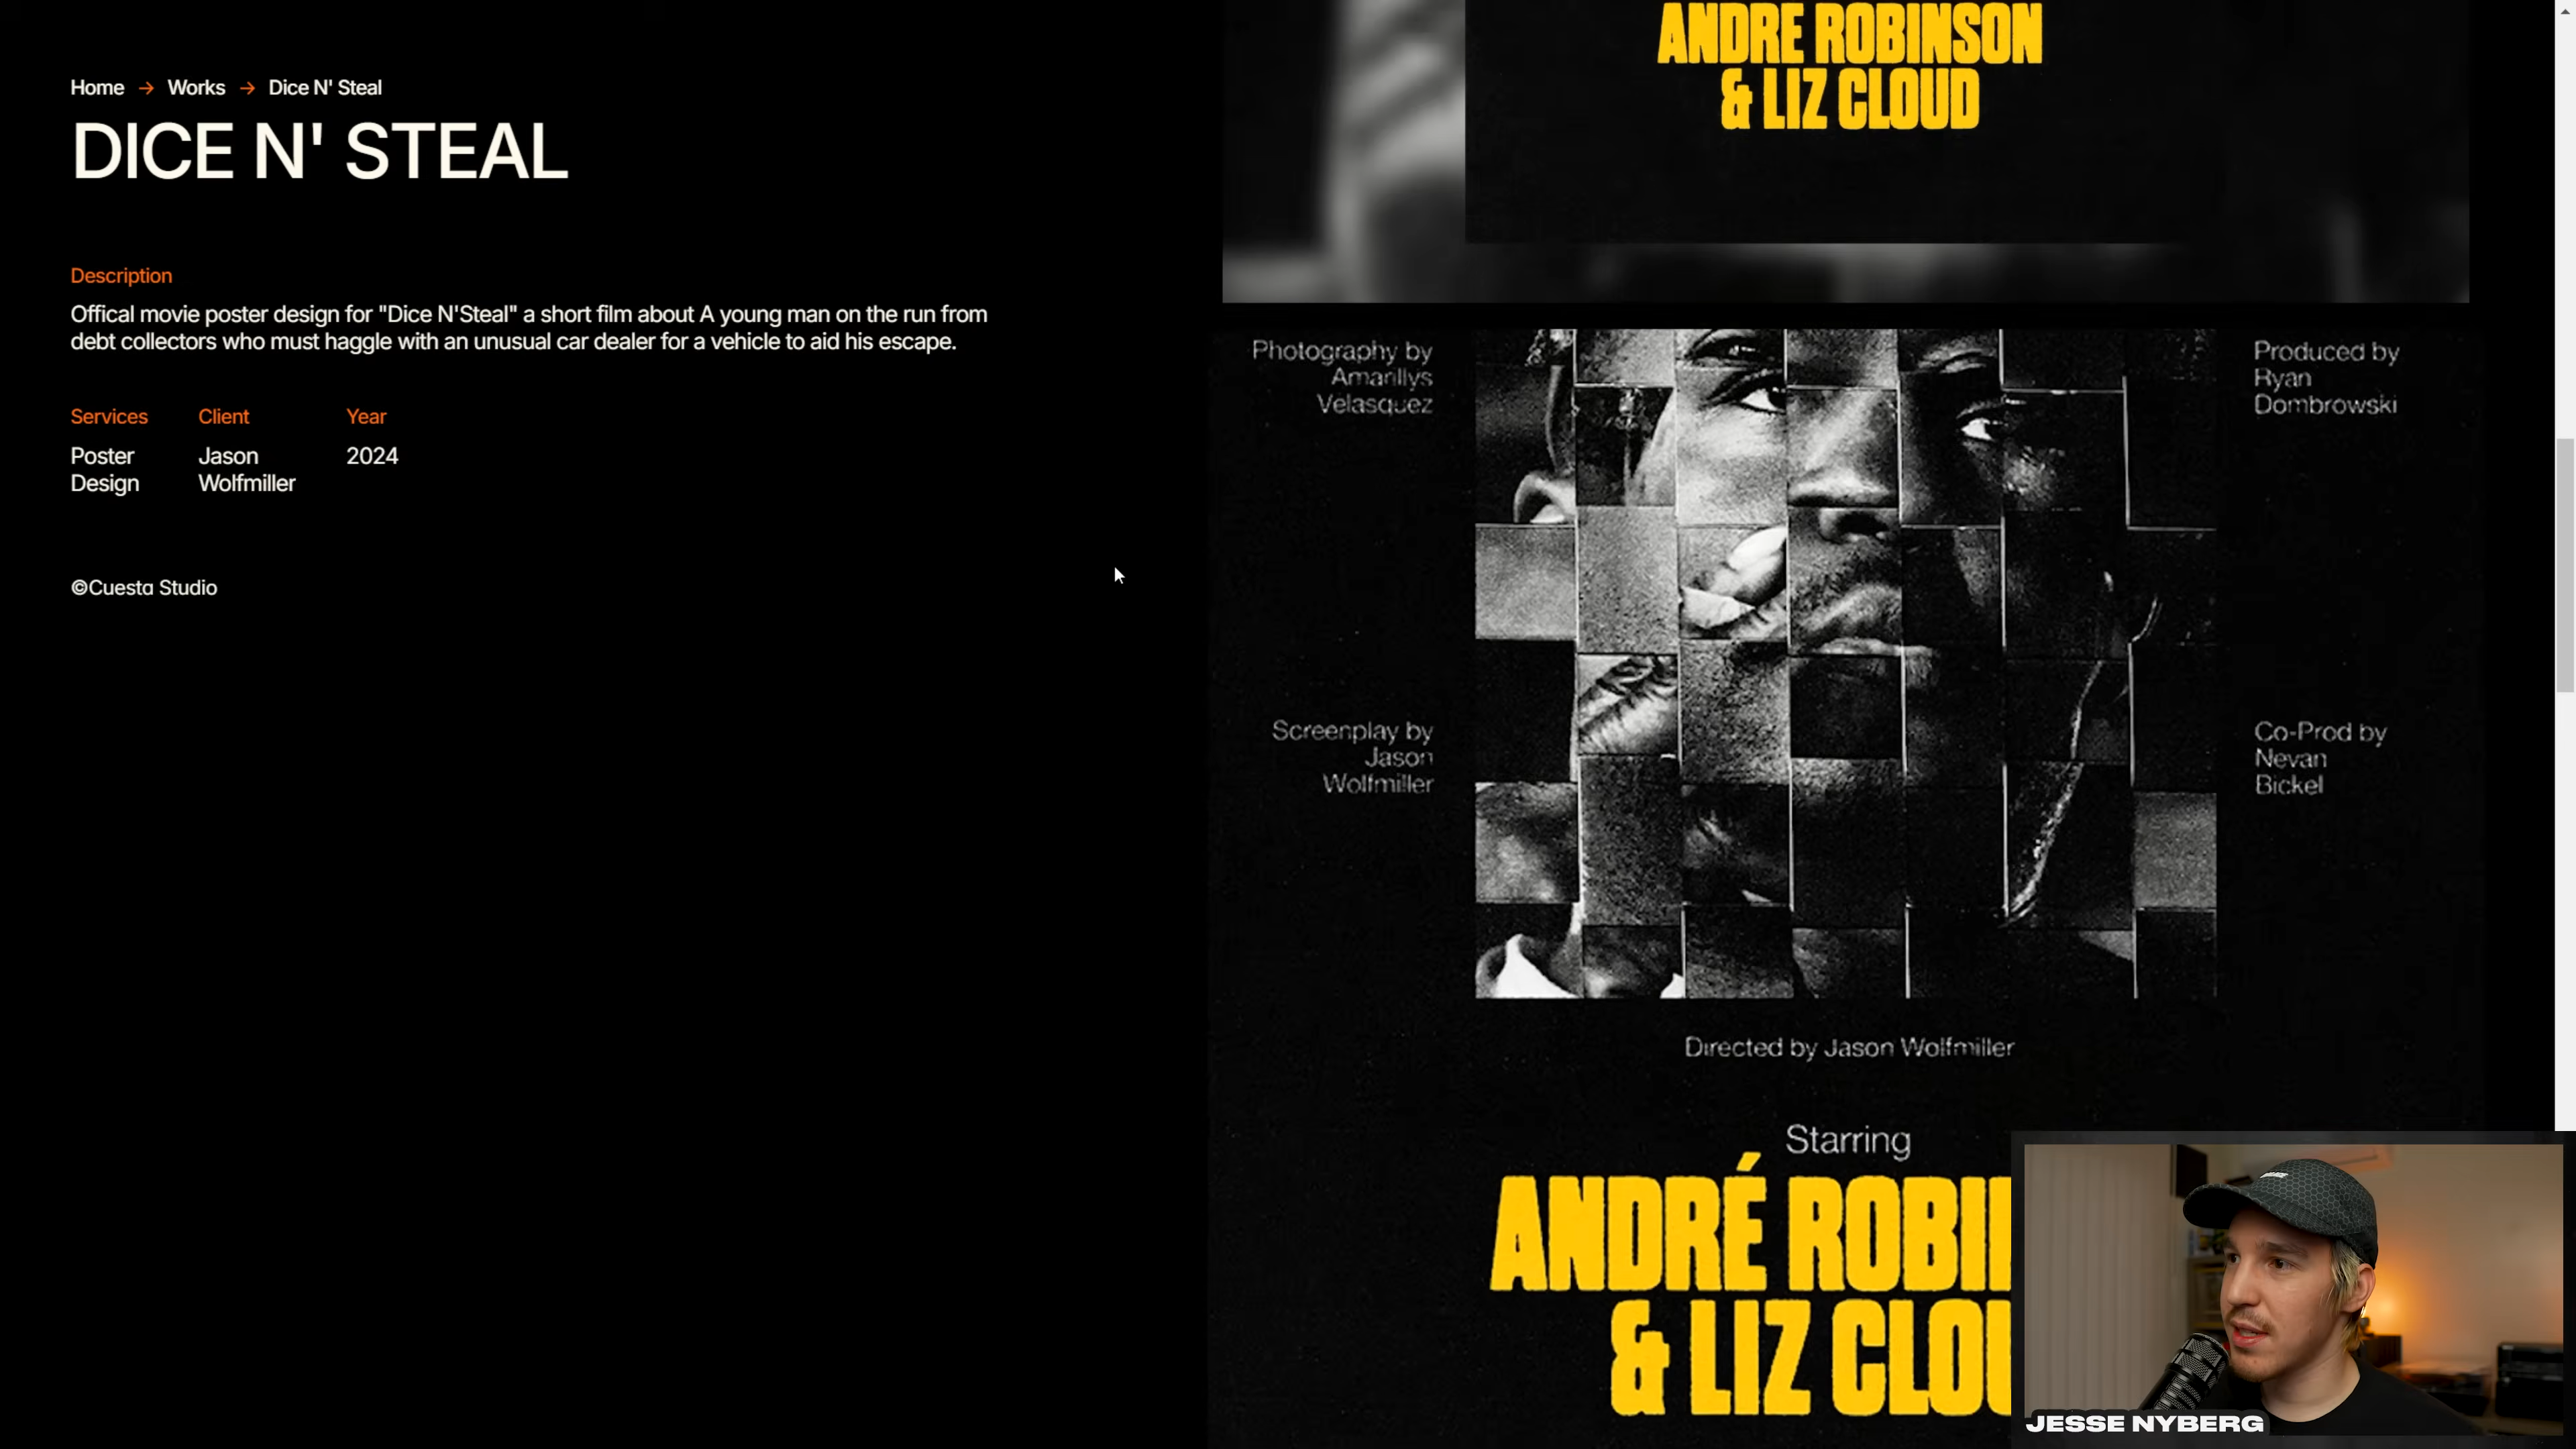 Home → Works → Dice N' Steal
DICE N' STEAL
Description
Offical movie poster design for "Dice N'Steal" a short film about A young man on the run from
debt collectors who must haggle with an unusual car dealer for a vehicle to aid his escape.
Services Client Year
Poster Jason 2024
Design Wolfmiller
©Cuesta Studio
ANDRE ROBINSON
& LIZ CLOUD
Photography by
Amarillys
Velasquez
Produced by
Ryan
Dombrowski
Screenplay by
Jason
Wolfmiller
Co-Prod by
Nevan
Bickel
Directed by Jason Wolfmiller
Starring
ANDRÉ ROBI
& LIZ CLO
JESSE NYBERG